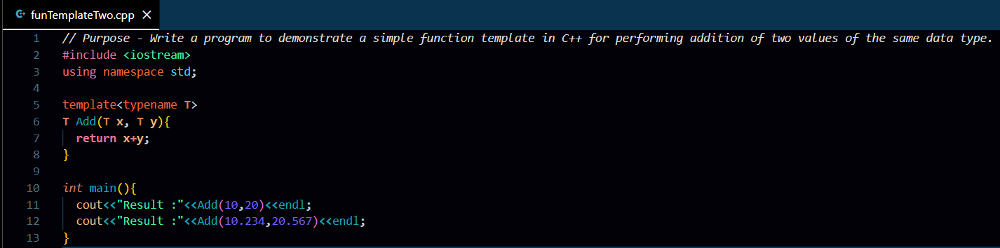 funTemplateTwo.cpp
1 // Purpose - Write a program to demonstrate a simple function template in C++ for performing addition of two values of the same data type.
2 #include <iostream>
3 using namespace std;
4
5 template<typename T>
6 T Add(T x, T y){
7   return x+y;
8 }
9
10 int main(){
11   cout<<"Result :"<<Add(10,20)<<endl;
12   cout<<"Result :"<<Add(10.234,20.567)<<endl;
13 }